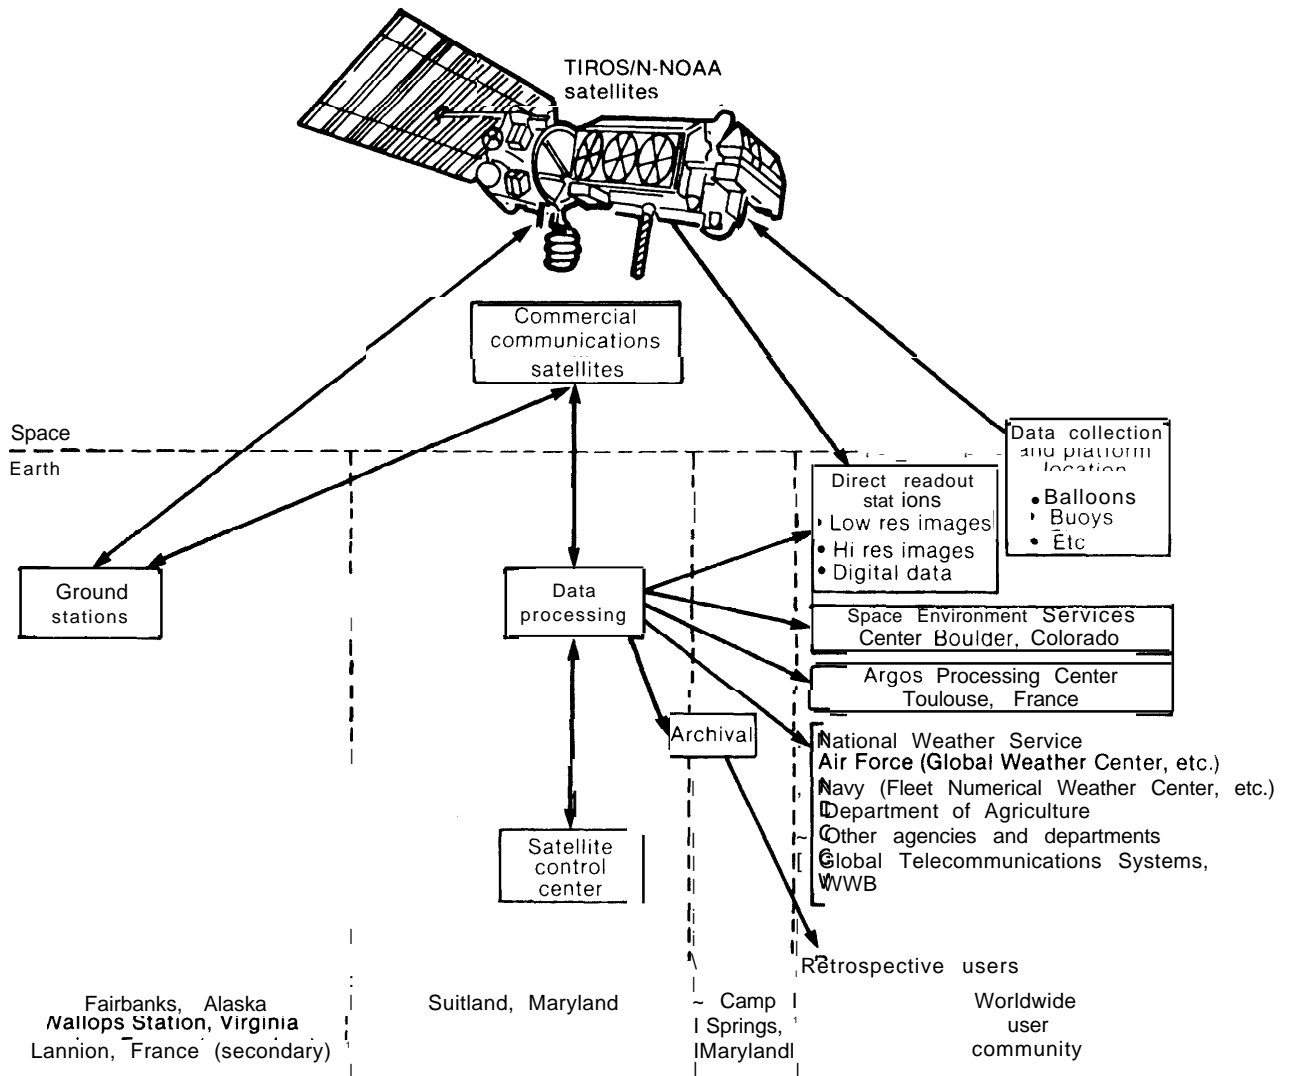 TIROS/N-NOAA
satellites
Commercial
communications
satellites
Space
Earth
Data collection
and platform
location
• Balloons
Buoys
• Etc
Direct readout
stat ions
Low res images
• Hi res images
• Digital data
Ground
stations
Data
processing
Space Environment Services
Center Boulder, Colorado
Argos Processing Center
Toulouse, France
Archival
National Weather Service
Air Force (Global Weather Center, etc.)
Navy (Fleet Numerical Weather Center, etc.)
Department of Agriculture
Other agencies and departments
Global Telecommunications Systems,
WWB
Satellite
control
center
Retrospective users
Fairbanks, Alaska
Wallops Station, Virginia
Lannion, France (secondary)
Suitland, Maryland
Camp
Springs,
Maryland
Worldwide
user
community